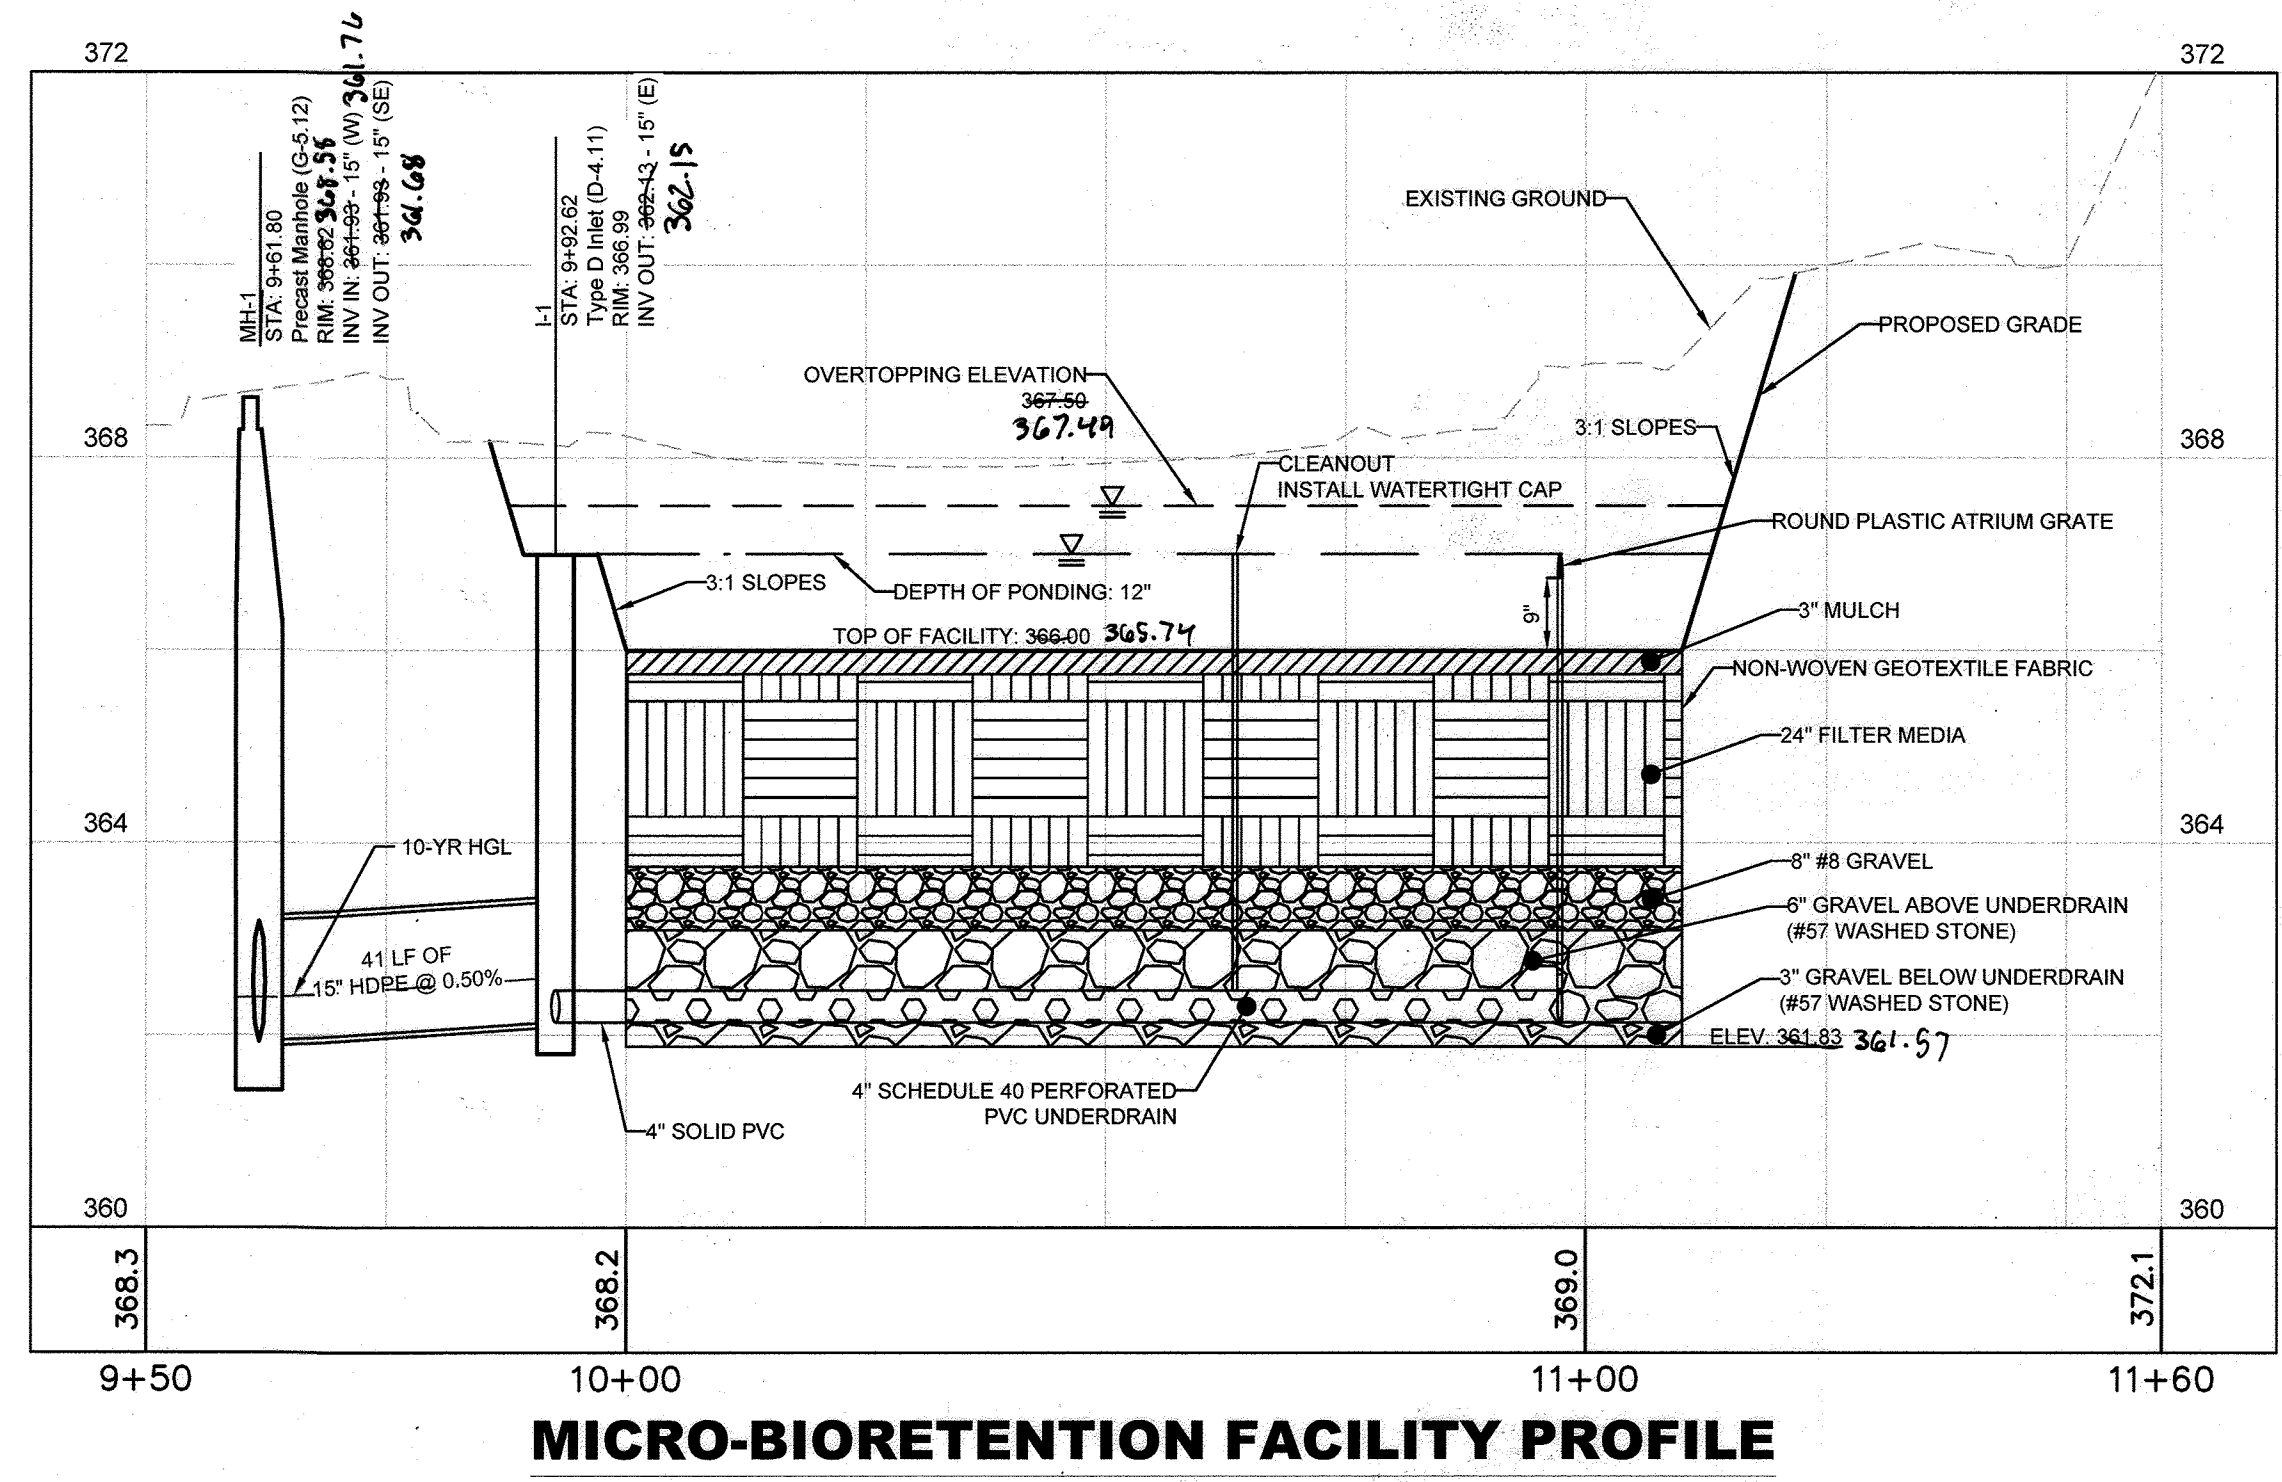 372
372
MH-1
STA: 9+61.80
Precast Manhole (G-5.12)
RIM: 368.62 368.58
INV IN: 361.93 - 15" (W) 361.76
INV OUT: 361.93 - 15" (SE)
361.68
I-1
STA: 9+92.62
Type D Inlet (D-4.11)
RIM: 366.99
INV OUT: 362.13 - 15" (E)
362.15
EXISTING GROUND
PROPOSED GRADE
OVERTOPPING ELEVATION
367.50
367.49
3:1 SLOPES
368
368
CLEANOUT
INSTALL WATERTIGHT CAP
ROUND PLASTIC ATRIUM GRATE
3:1 SLOPES
DEPTH OF PONDING: 12"
9"
3" MULCH
TOP OF FACILITY: 366.00 365.74
NON-WOVEN GEOTEXTILE FABRIC
24" FILTER MEDIA
364
364
10-YR HGL
8" #8 GRAVEL
6" GRAVEL ABOVE UNDERDRAIN
(#57 WASHED STONE)
41 LF OF
15" HDPE @ 0.50%
3" GRAVEL BELOW UNDERDRAIN
(#57 WASHED STONE)
ELEV. 361.83 361.57
4" SCHEDULE 40 PERFORATED
PVC UNDERDRAIN
4" SOLID PVC
360
360
368.3
368.2
369.0
372.1
9+50
10+00
11+00
11+60
MICRO-BIORETENTION FACILITY PROFILE